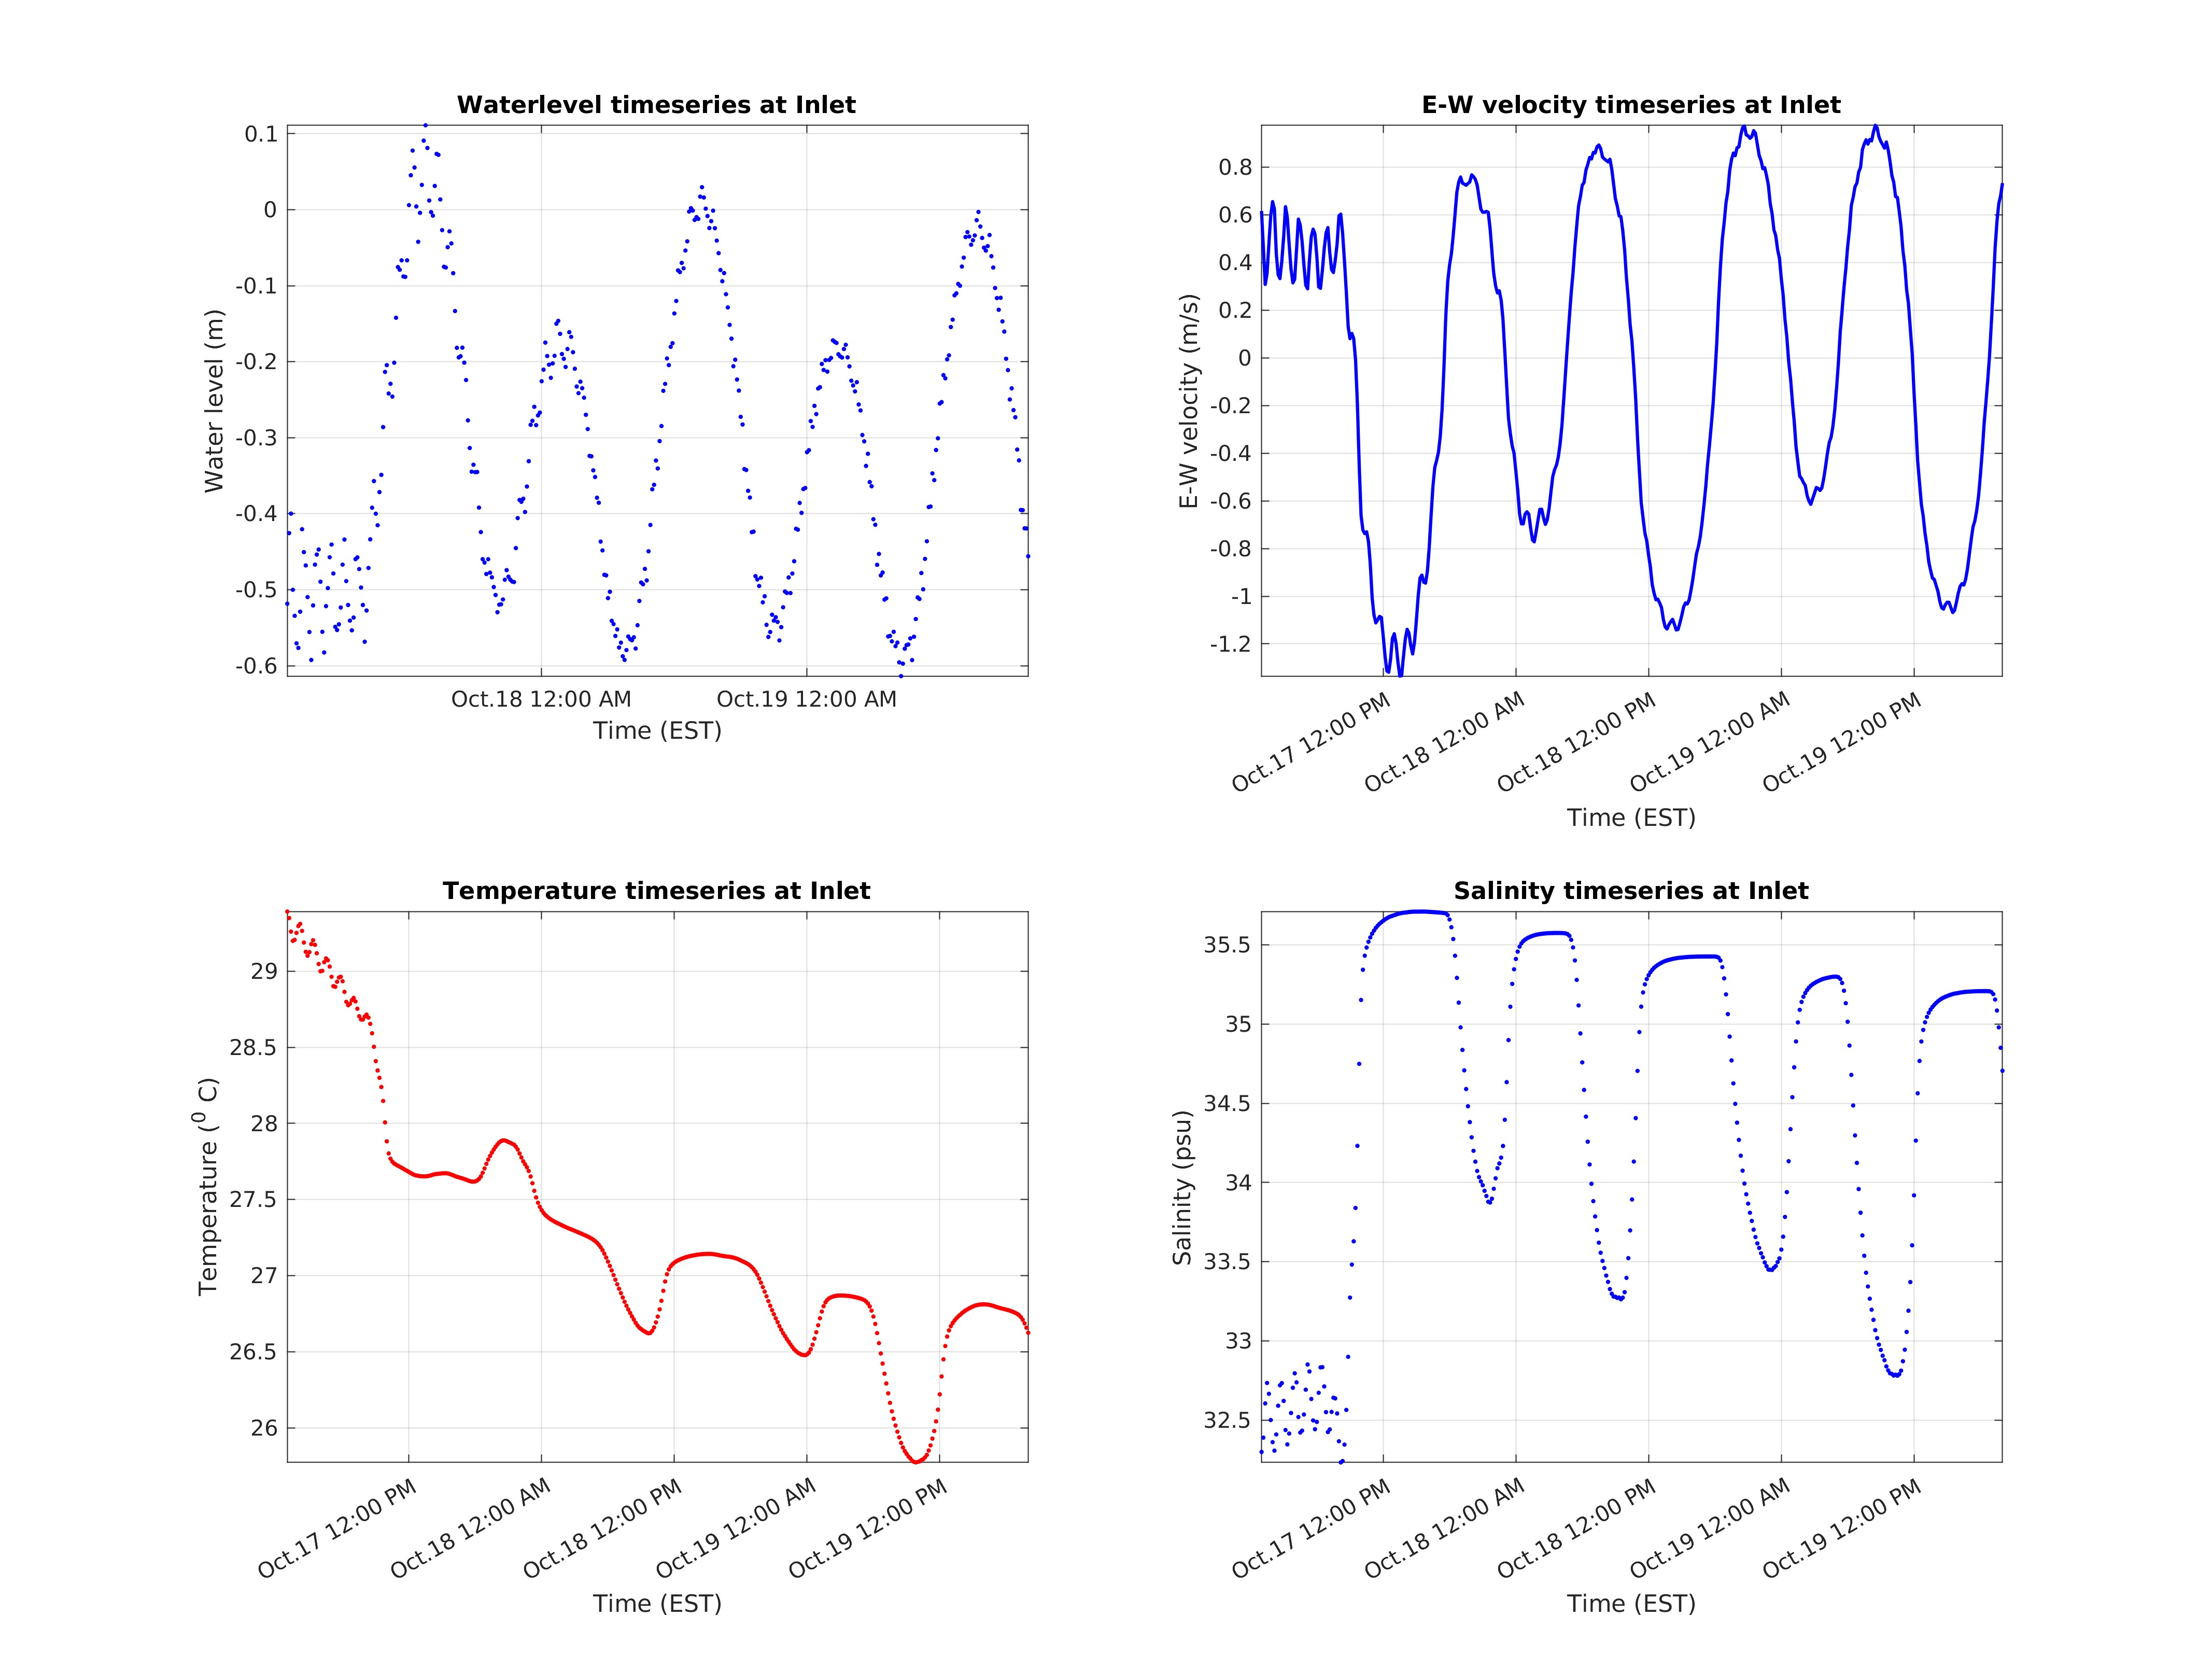 Waterlevel timeseries at Inlet
0.1
0
-0.1
-0.2
-0.3
-0.4
-0.5
-0.6
Water level (m)
Oct.18 12:00 AM
Oct.19 12:00 AM
Time (EST)
E-W velocity timeseries at Inlet
0.8
0.6
0.4
0.2
0
-0.2
-0.4
-0.6
-0.8
-1
-1.2
E-W velocity (m/s)
Oct.17 12:00 PM
Oct.18 12:00 AM
Oct.18 12:00 PM
Oct.19 12:00 AM
Oct.19 12:00 PM
Time (EST)
Temperature timeseries at Inlet
29
28.5
28
27.5
27
26.5
26
Temperature (⁰ C)
Oct.17 12:00 PM
Oct.18 12:00 AM
Oct.18 12:00 PM
Oct.19 12:00 AM
Oct.19 12:00 PM
Time (EST)
Salinity timeseries at Inlet
35.5
35
34.5
34
33.5
33
32.5
Salinity (psu)
Oct.17 12:00 PM
Oct.18 12:00 AM
Oct.18 12:00 PM
Oct.19 12:00 AM
Oct.19 12:00 PM
Time (EST)